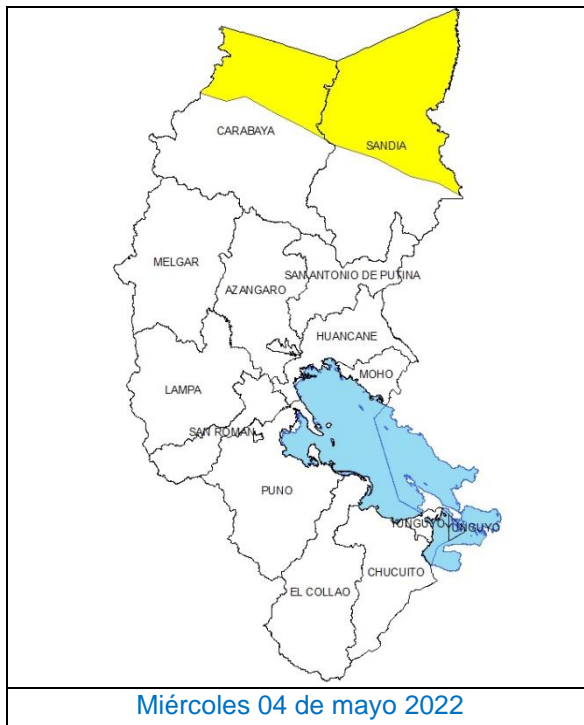 CARABAYA
SANDIA
MELGAR
SAN ANTONIO DE PUTINA
AZANGARO
HUANCANE
MOHO
LAMPA
SAN ROMAN
PUNO
YUNGUYO
YUNGUYO
CHUCUITO
EL COLLAO
Miércoles 04 de mayo 2022